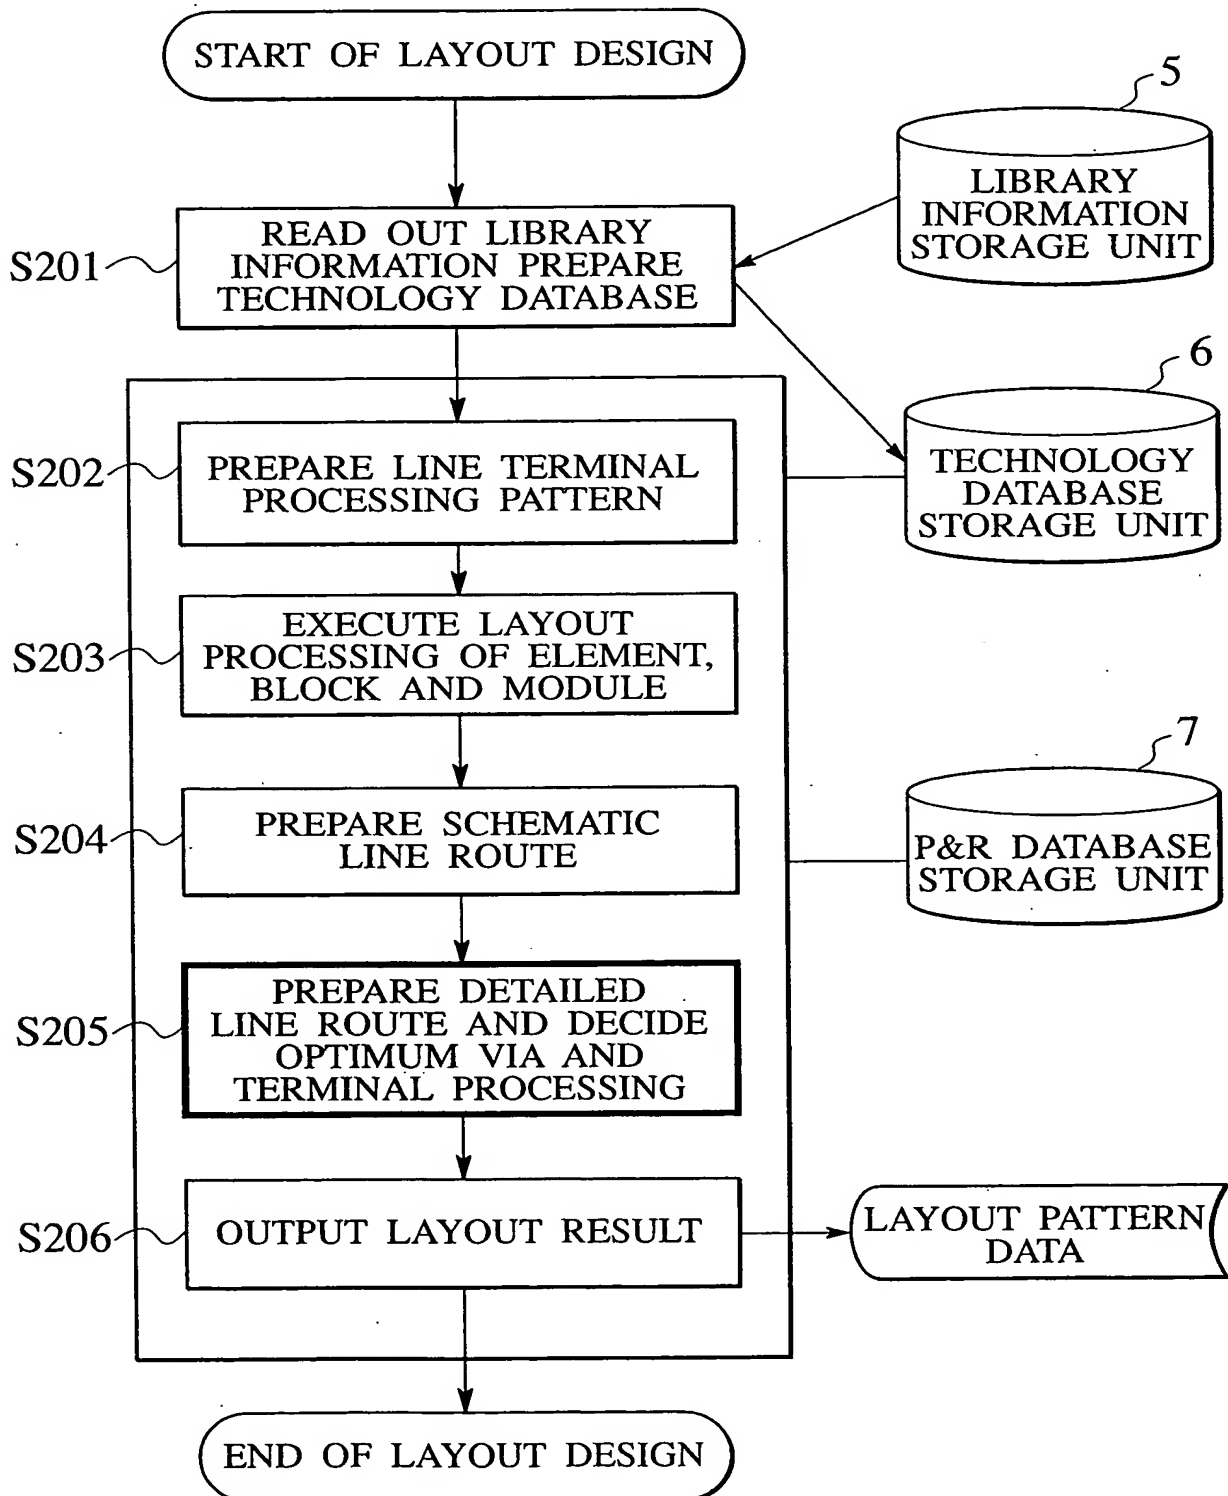 START OF LAYOUT DESIGN
5
LIBRARY
INFORMATION
STORAGE UNIT
S201
READ OUT LIBRARY
INFORMATION PREPARE
TECHNOLOGY DATABASE
6
TECHNOLOGY
DATABASE
STORAGE UNIT
S202
PREPARE LINE TERMINAL
PROCESSING PATTERN
S203
EXECUTE LAYOUT
PROCESSING OF ELEMENT,
BLOCK AND MODULE
7
P&R DATABASE
STORAGE UNIT
S204
PREPARE SCHEMATIC
LINE ROUTE
S205
PREPARE DETAILED
LINE ROUTE AND DECIDE
OPTIMUM VIA AND
TERMINAL PROCESSING
S206
OUTPUT LAYOUT RESULT
LAYOUT PATTERN
DATA
END OF LAYOUT DESIGN